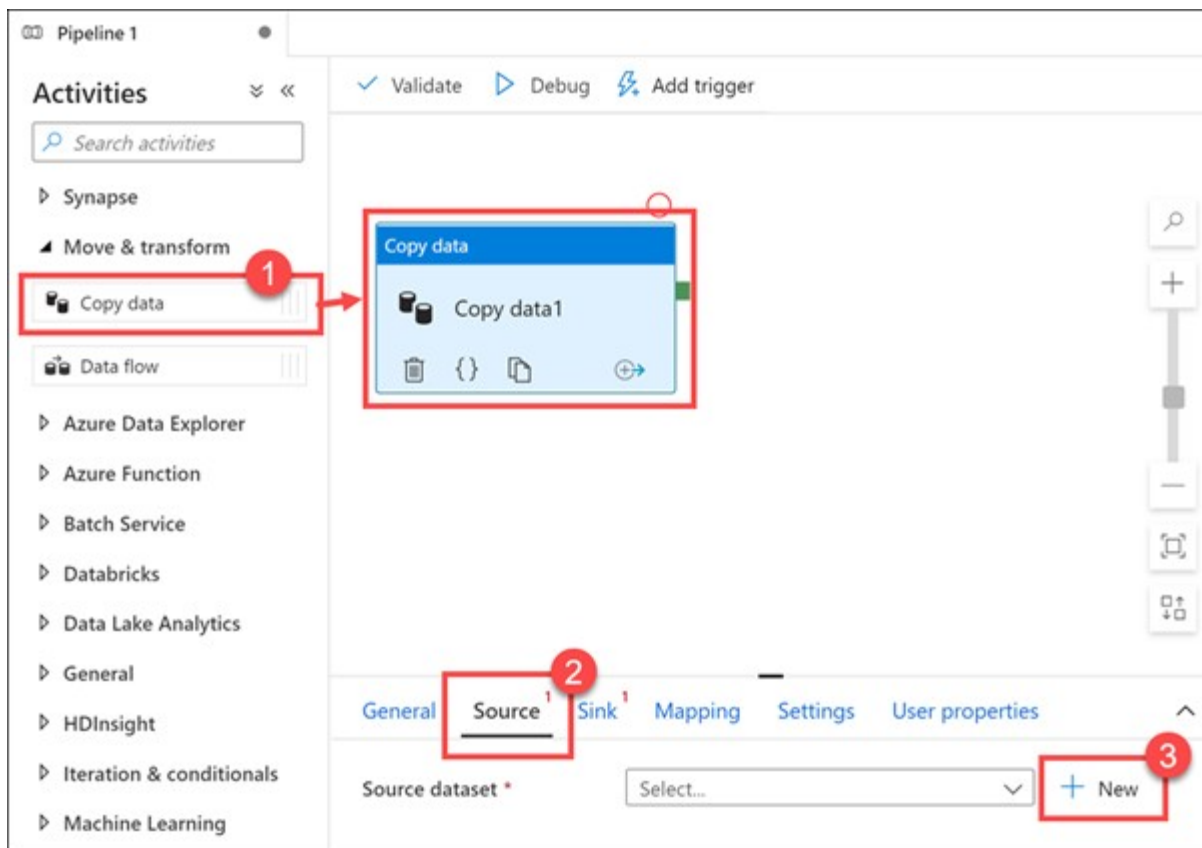 Pipeline 1
Activities
Validate
Debug
Add trigger
Search activities
Synapse
Move & transform
1
Copy data
Data flow
Azure Data Explorer
Azure Function
Batch Service
Databricks
Data Lake Analytics
General
HDInsight
Iteration & conditionals
Machine Learning
Copy data
Copy data1
{}
2
General
Source 1
Sink 1
Mapping
Settings
User properties
Source dataset *
Select...
3
New